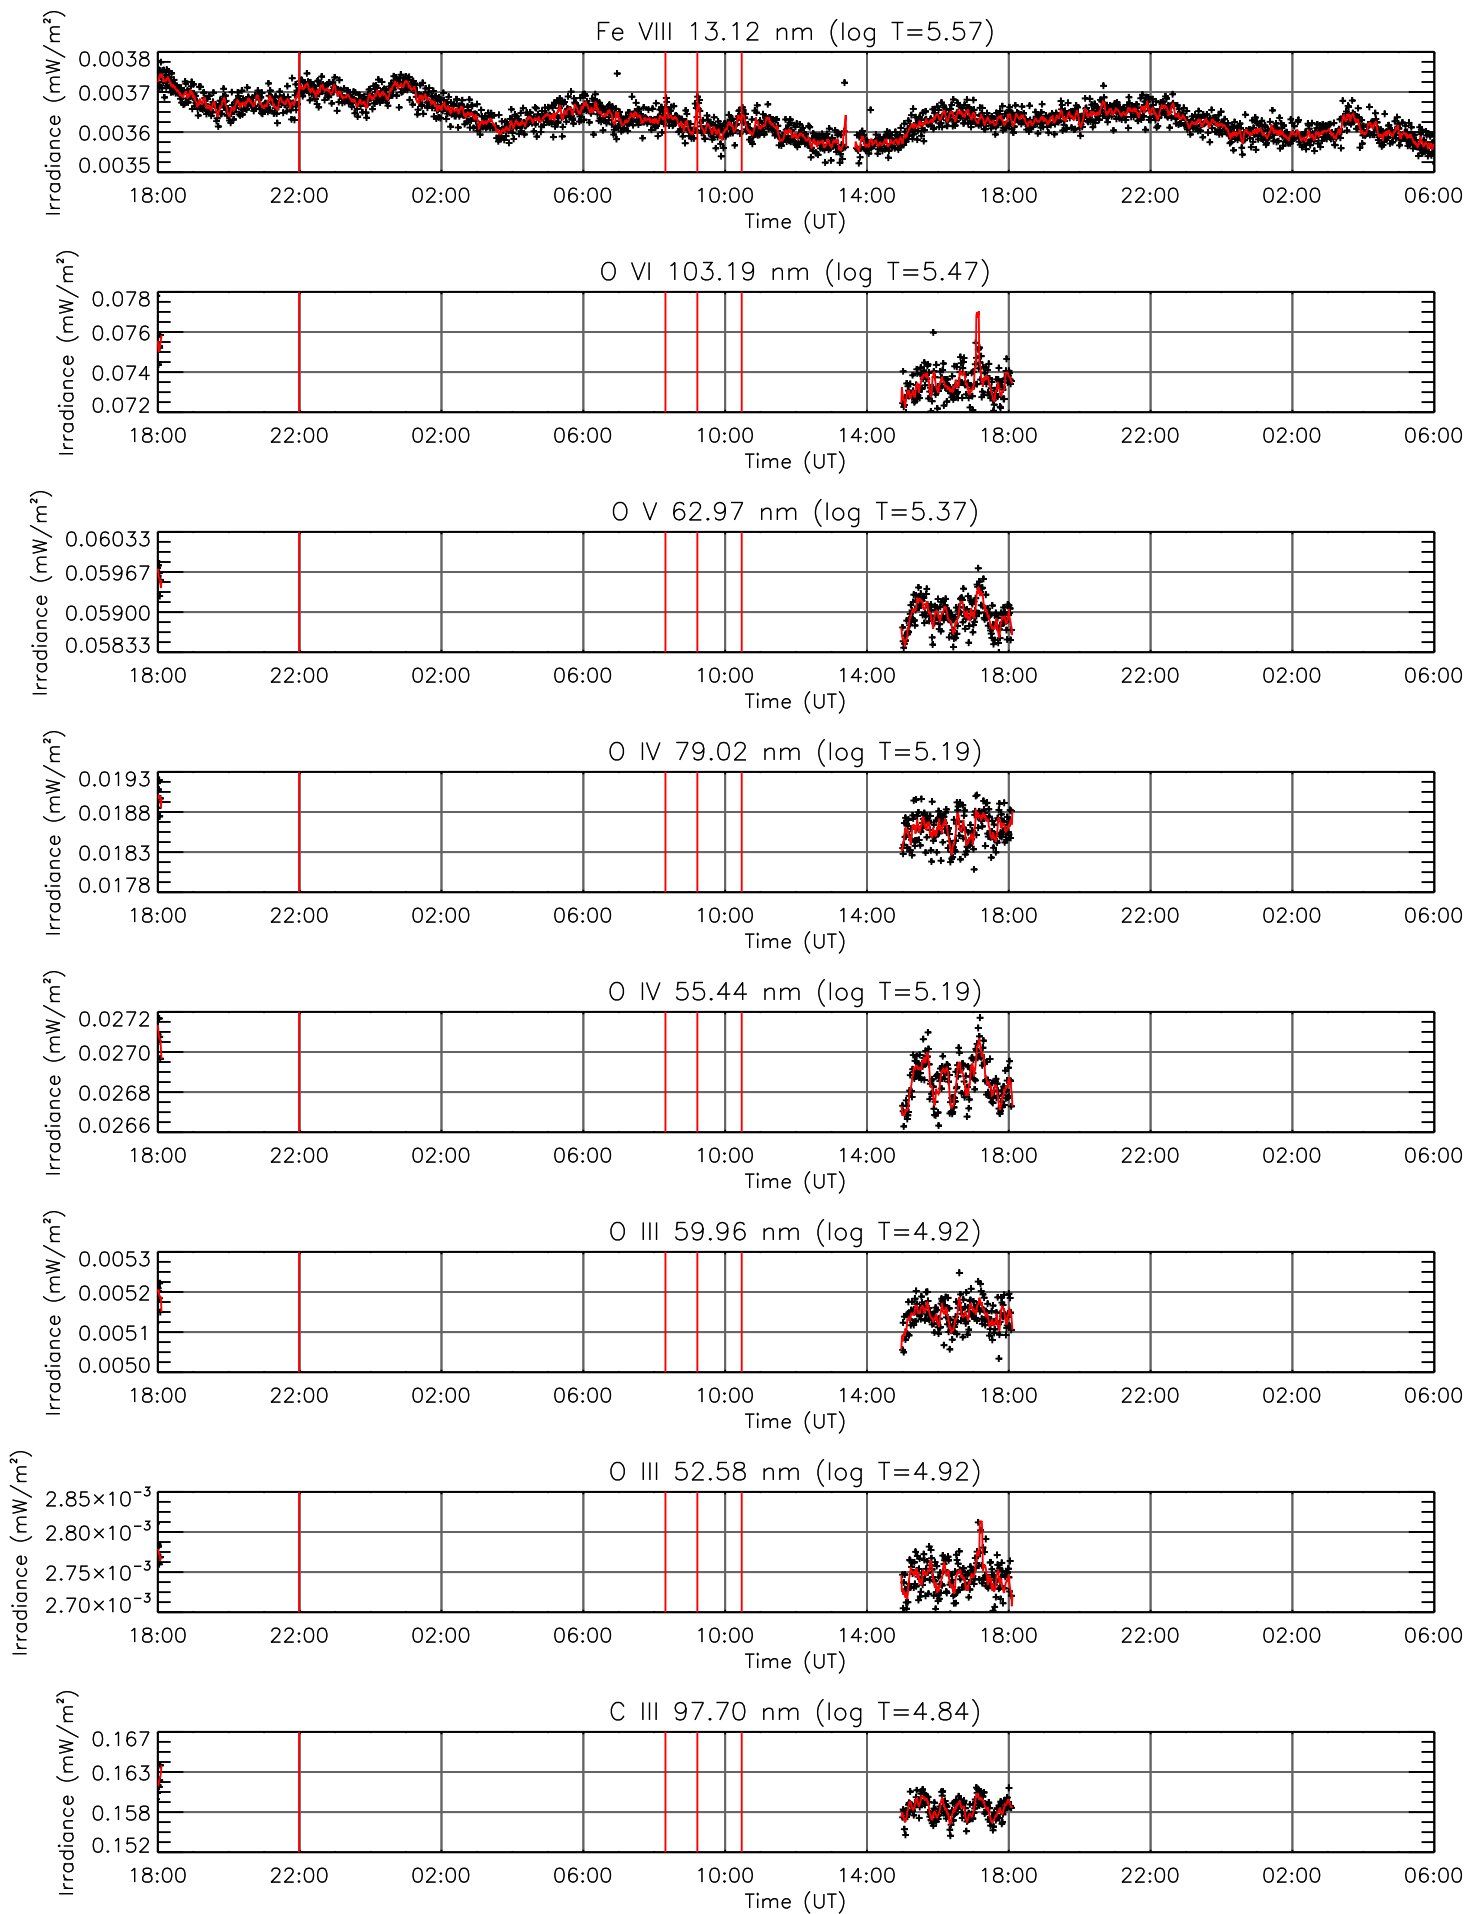 Fe VIII 13.12 nm (log T=5.57)
Irradiance (mW/m²)
0.0038
0.0037
0.0036
0.0035
18:00 22:00 02:00 06:00 10:00 14:00 18:00 22:00 02:00 06:00
Time (UT)
O VI 103.19 nm (log T=5.47)
Irradiance (mW/m²)
0.078
0.076
0.074
0.072
18:00 22:00 02:00 06:00 10:00 14:00 18:00 22:00 02:00 06:00
Time (UT)
O V 62.97 nm (log T=5.37)
Irradiance (mW/m²)
0.06033
0.05967
0.05900
0.05833
18:00 22:00 02:00 06:00 10:00 14:00 18:00 22:00 02:00 06:00
Time (UT)
O IV 79.02 nm (log T=5.19)
Irradiance (mW/m²)
0.0193
0.0188
0.0183
0.0178
18:00 22:00 02:00 06:00 10:00 14:00 18:00 22:00 02:00 06:00
Time (UT)
O IV 55.44 nm (log T=5.19)
Irradiance (mW/m²)
0.0272
0.0270
0.0268
0.0266
18:00 22:00 02:00 06:00 10:00 14:00 18:00 22:00 02:00 06:00
Time (UT)
O III 59.96 nm (log T=4.92)
Irradiance (mW/m²)
0.0053
0.0052
0.0051
0.0050
18:00 22:00 02:00 06:00 10:00 14:00 18:00 22:00 02:00 06:00
Time (UT)
O III 52.58 nm (log T=4.92)
Irradiance (mW/m²)
2.85×10⁻³
2.80×10⁻³
2.75×10⁻³
2.70×10⁻³
18:00 22:00 02:00 06:00 10:00 14:00 18:00 22:00 02:00 06:00
Time (UT)
C III 97.70 nm (log T=4.84)
Irradiance (mW/m²)
0.167
0.163
0.158
0.152
18:00 22:00 02:00 06:00 10:00 14:00 18:00 22:00 02:00 06:00
Time (UT)